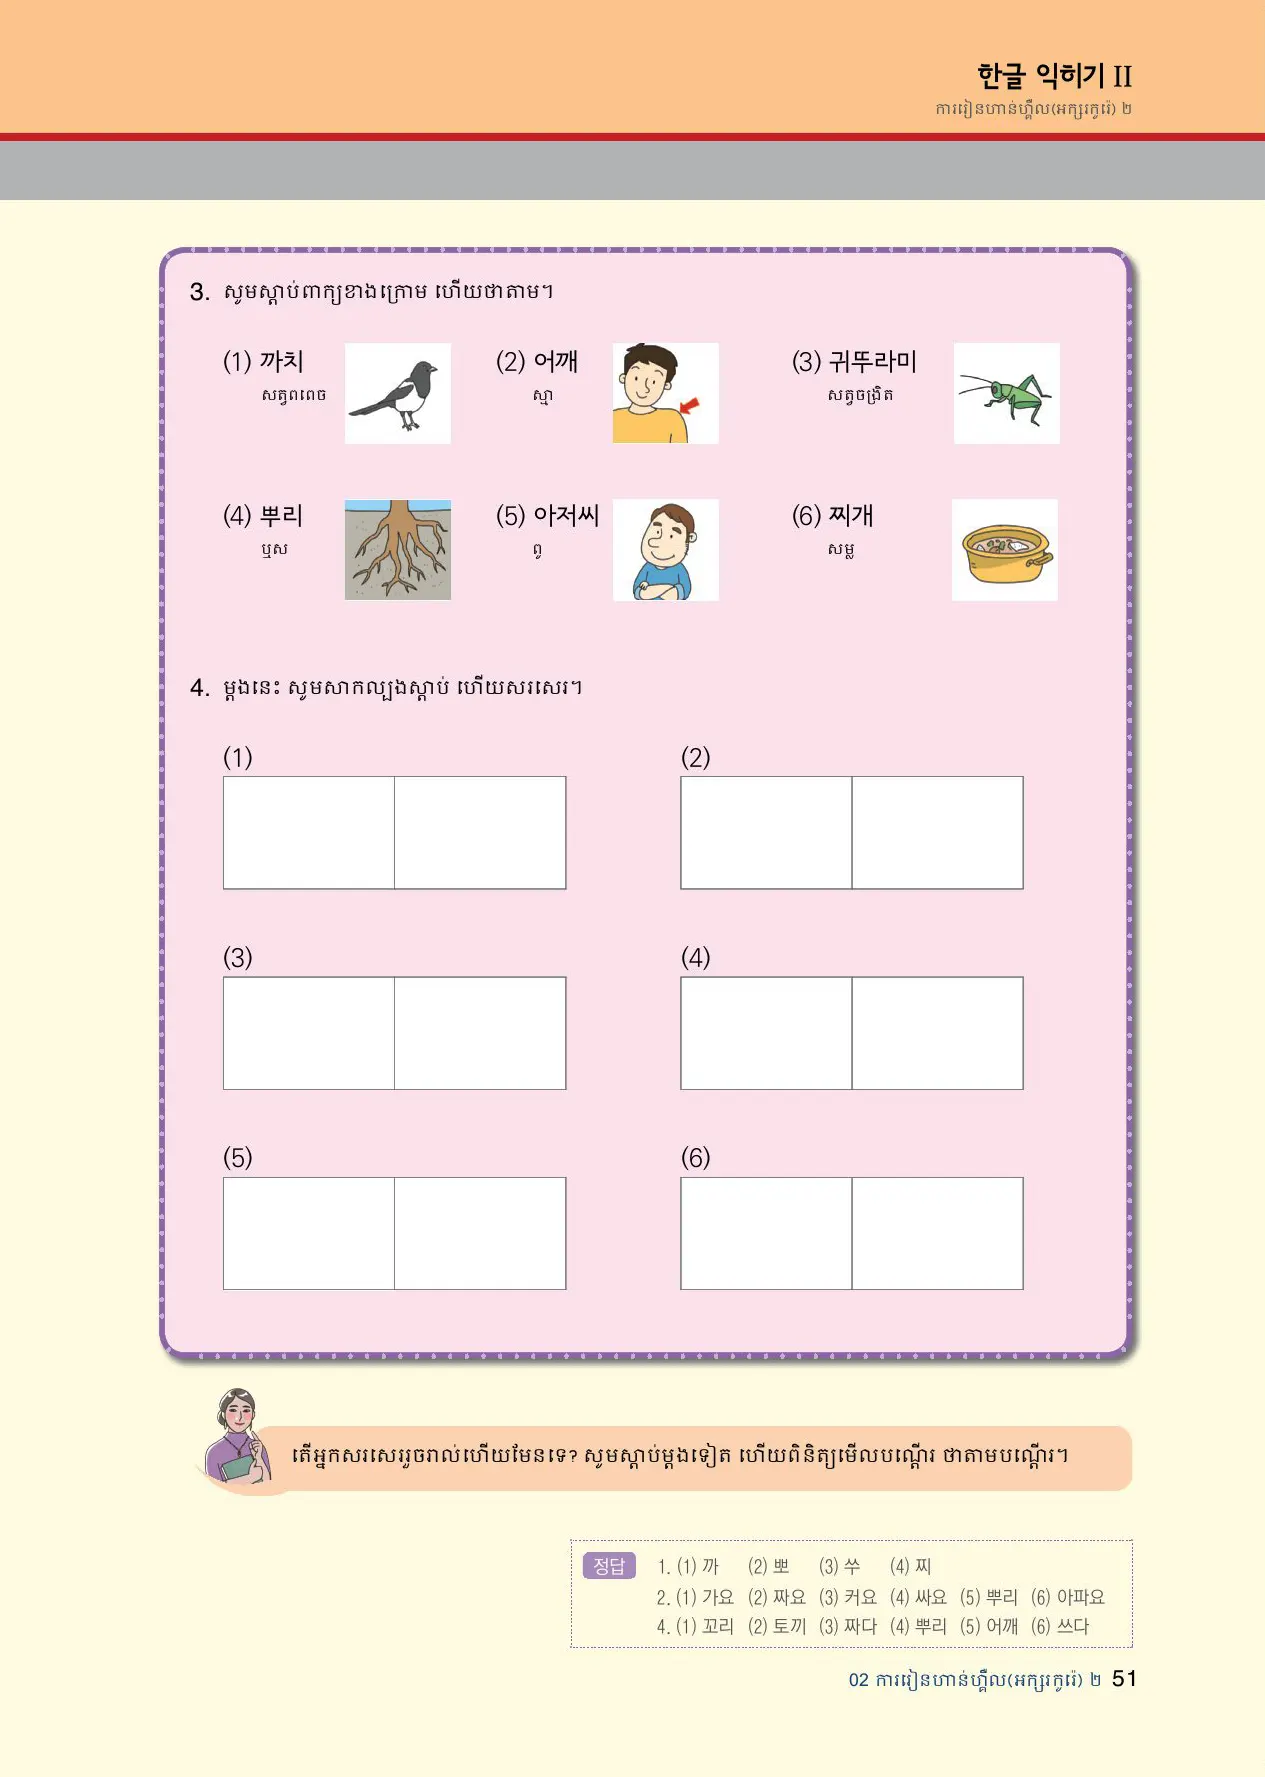 한글 익히기 II
ការរៀនហាន់ហ្គឺល(អក្សរកូរ៉េ) ២
3. សូមស្តាប់ពាក្យខាងក្រោម ហើយថាតាម។
(1) 까치 (2) 어깨 (3) 귀뚜라미
សត្វពពេច ស្មា សត្វចង្រិត
(4) 뿌리 (5) 아저씨 (6) 찌개
ឬស ពូ សម្ល
4. ម្តងនេះ សូមសាកល្បងស្តាប់ ហើយសរសេរ។
(1) (2)
(3) (4)
(5) (6)
តើអ្នកសរសេររួចរាល់ហើយមែនទេ? សូមស្តាប់ម្តងទៀត ហើយពិនិត្យមើលបណ្តើរ ថាតាមបណ្តើរ។
정답 1. (1) 까 (2) 뽀 (3) 쑤 (4) 찌
2. (1) 가요 (2) 짜요 (3) 커요 (4) 싸요 (5) 뿌리 (6) 아파요
4. (1) 꼬리 (2) 토끼 (3) 짜다 (4) 뿌리 (5) 어깨 (6) 쓰다
02 ការរៀនហាន់ហ្គឺល(អក្សរកូរ៉េ) ២ 51